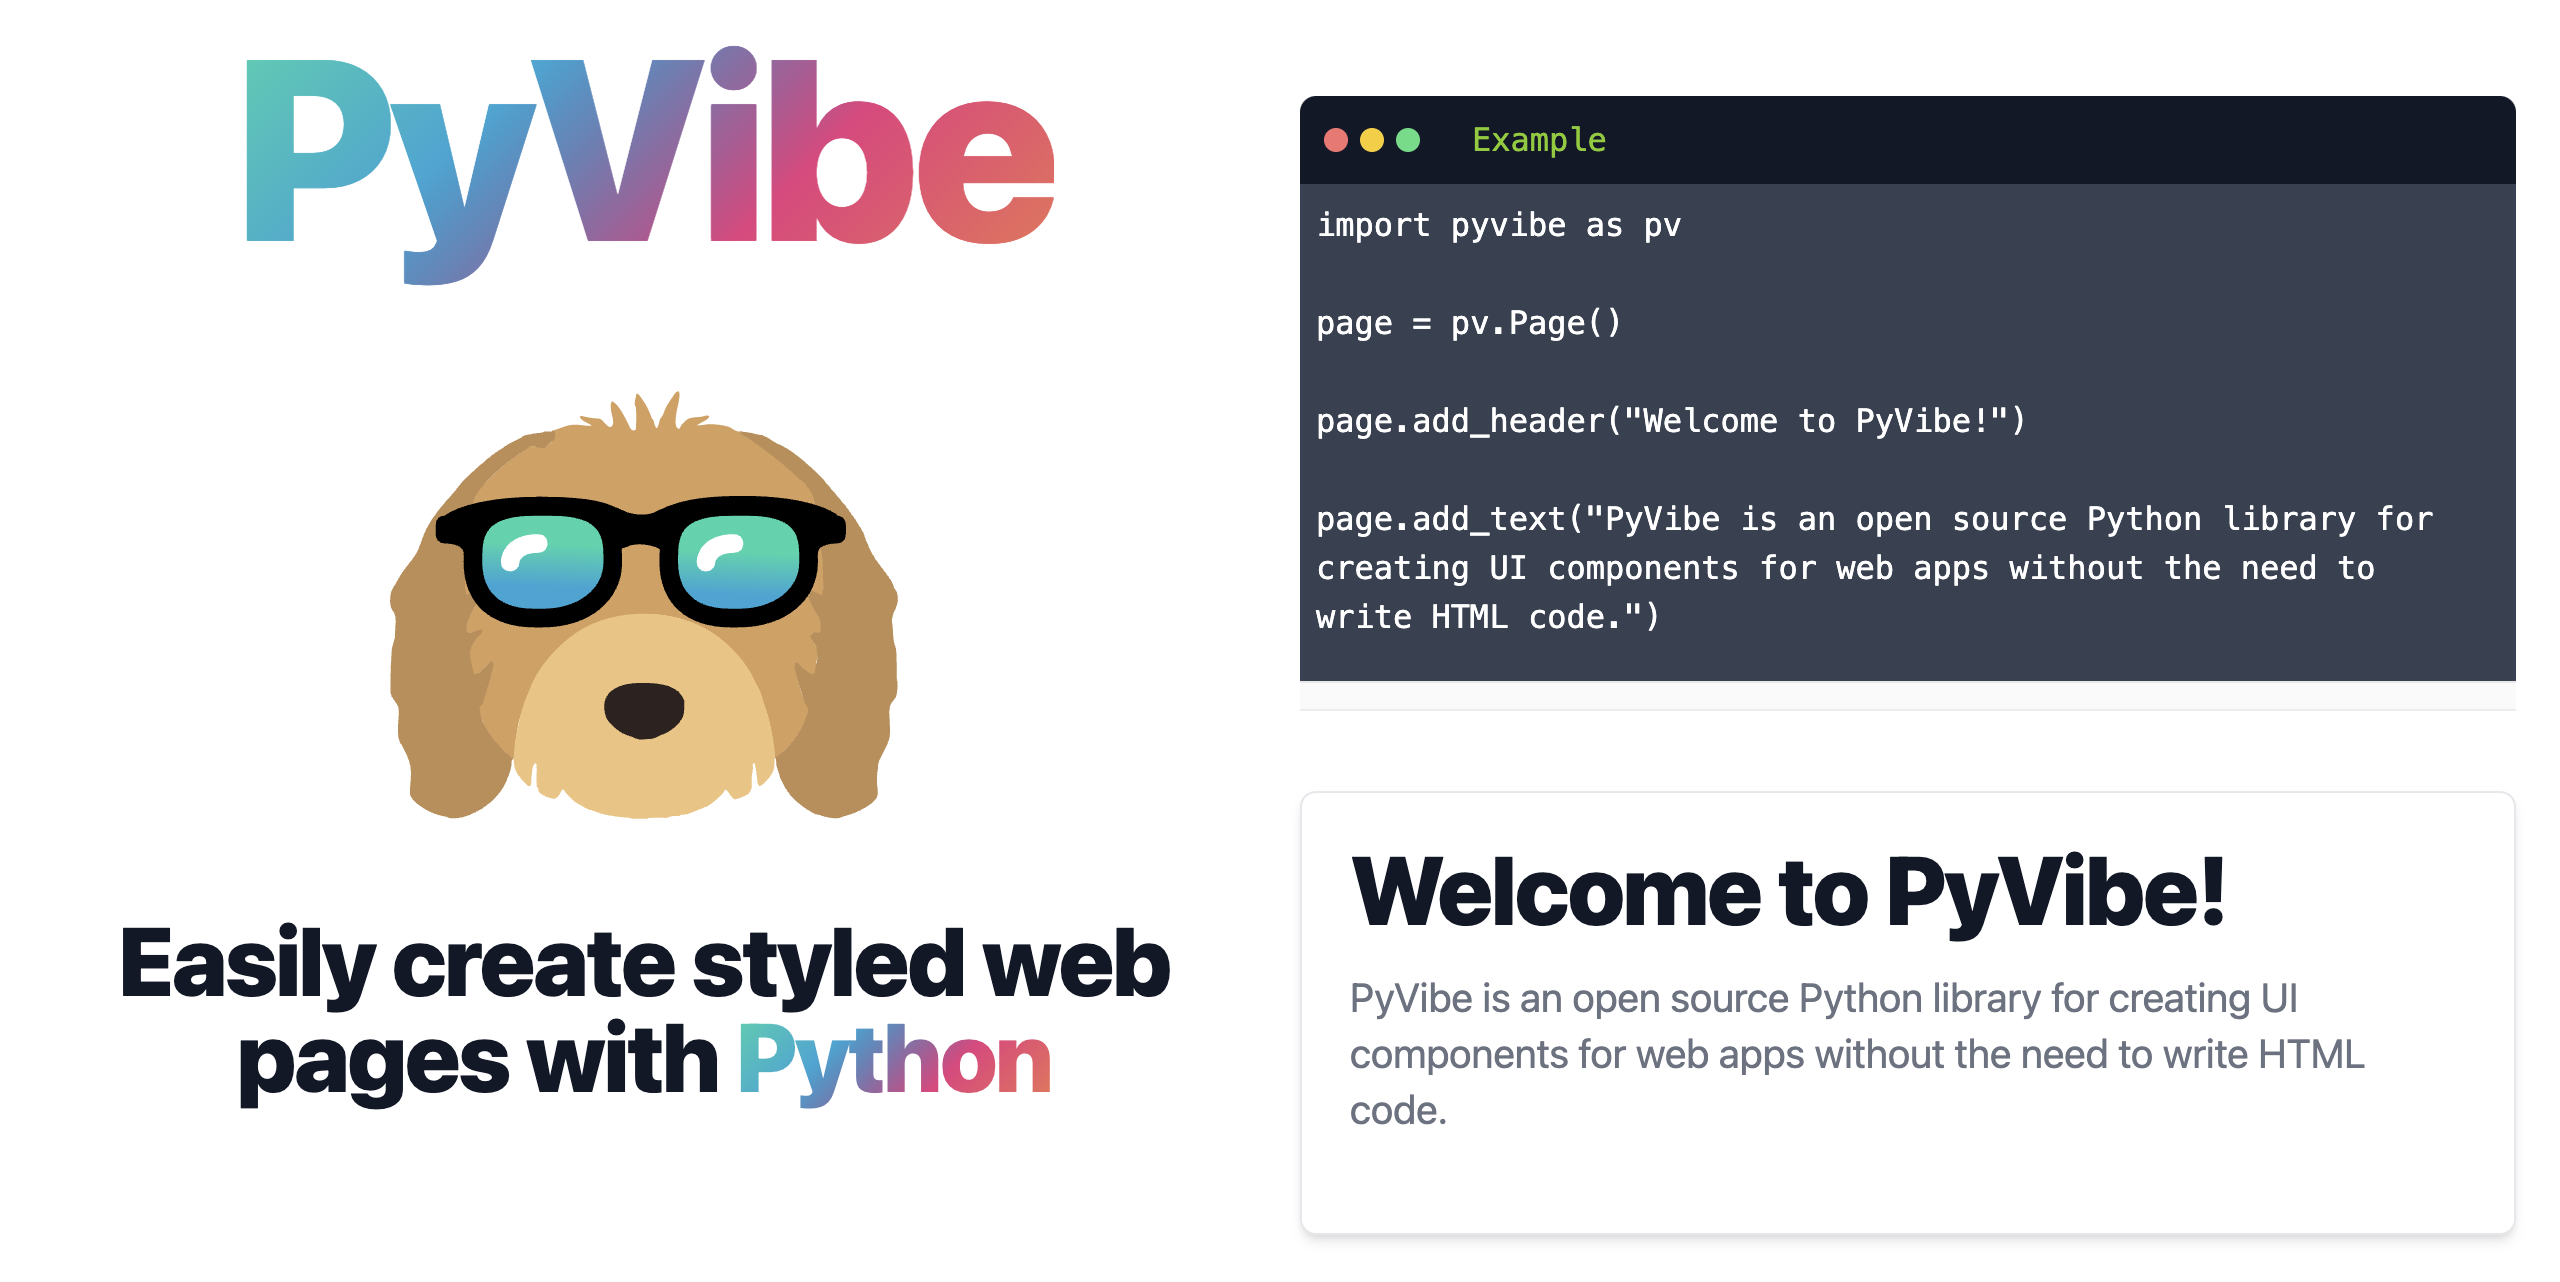 PyVibe
Easily create styled web
pages with Python
Example
import pyvibe as pv
page = pv.Page()
page.add_header("Welcome to PyVibe!")
page.add_text("PyVibe is an open source Python library for
creating UI components for web apps without the need to
write HTML code.")
Welcome to PyVibe!
PyVibe is an open source Python library for creating UI
components for web apps without the need to write HTML
code.